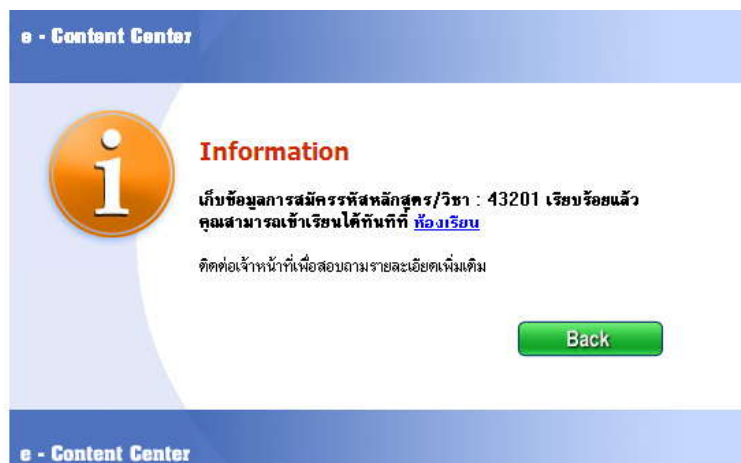 e - Content Center
Information
เก็บข้อมูลการสมัครรหัสหลักสูตร/วิชา : 43201 เรียบร้อยแล้ว
คุณสามารถเข้าเรียนได้ทันทีที่ ห้องเรียน
ติดต่อเจ้าหน้าที่เพื่อสอบถามรายละเอียดเพิ่มเติม
Back
e - Content Center